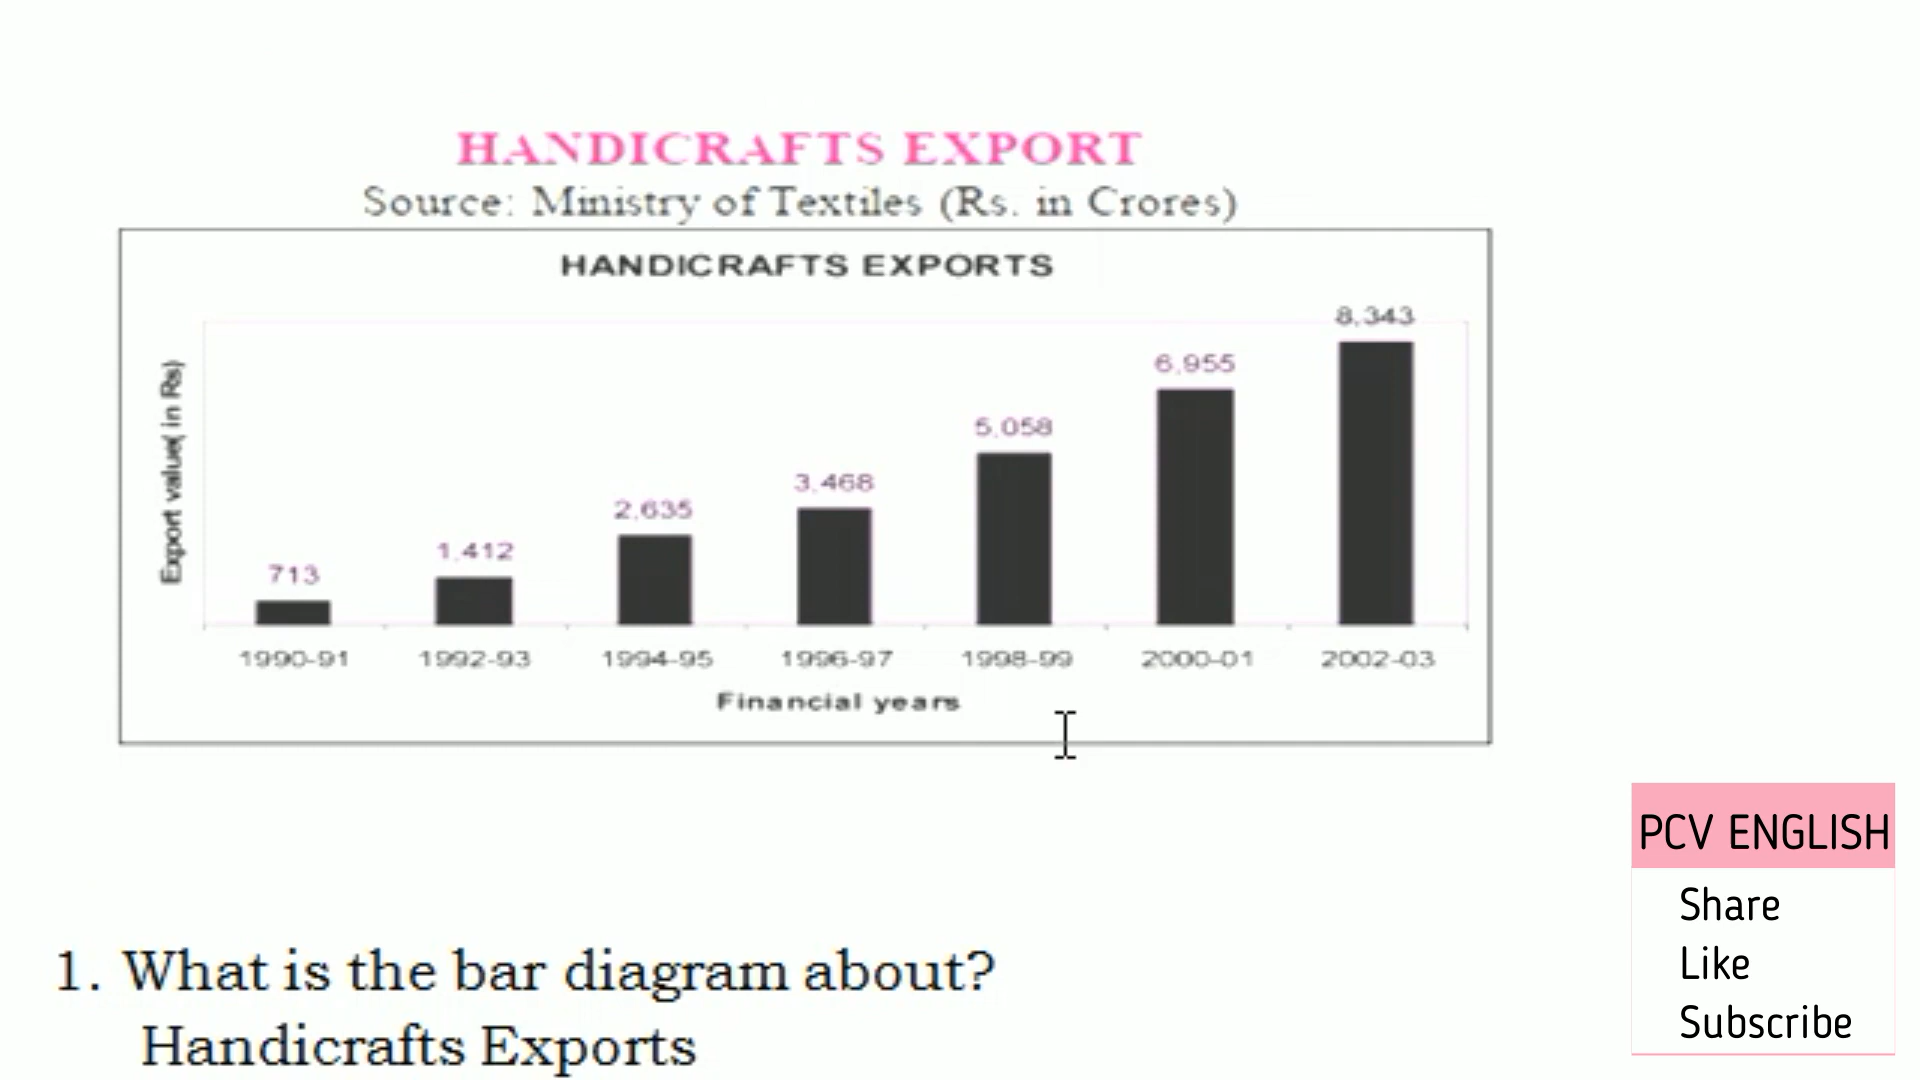 HANDICRAFTS EXPORT
Source: Ministry of Textiles (Rs. in Crores)
HANDICRAFTS EXPORTS
Export value( in Rs)
713
1,412
2,635
3,468
5,058
6,955
8,343
1990-91 1992-93 1994-95 1996-97 1998-99 2000-01 2002-03
Financial years
PCV ENGLISH
Share
Like
Subscribe
1. What is the bar diagram about?
Handicrafts Exports